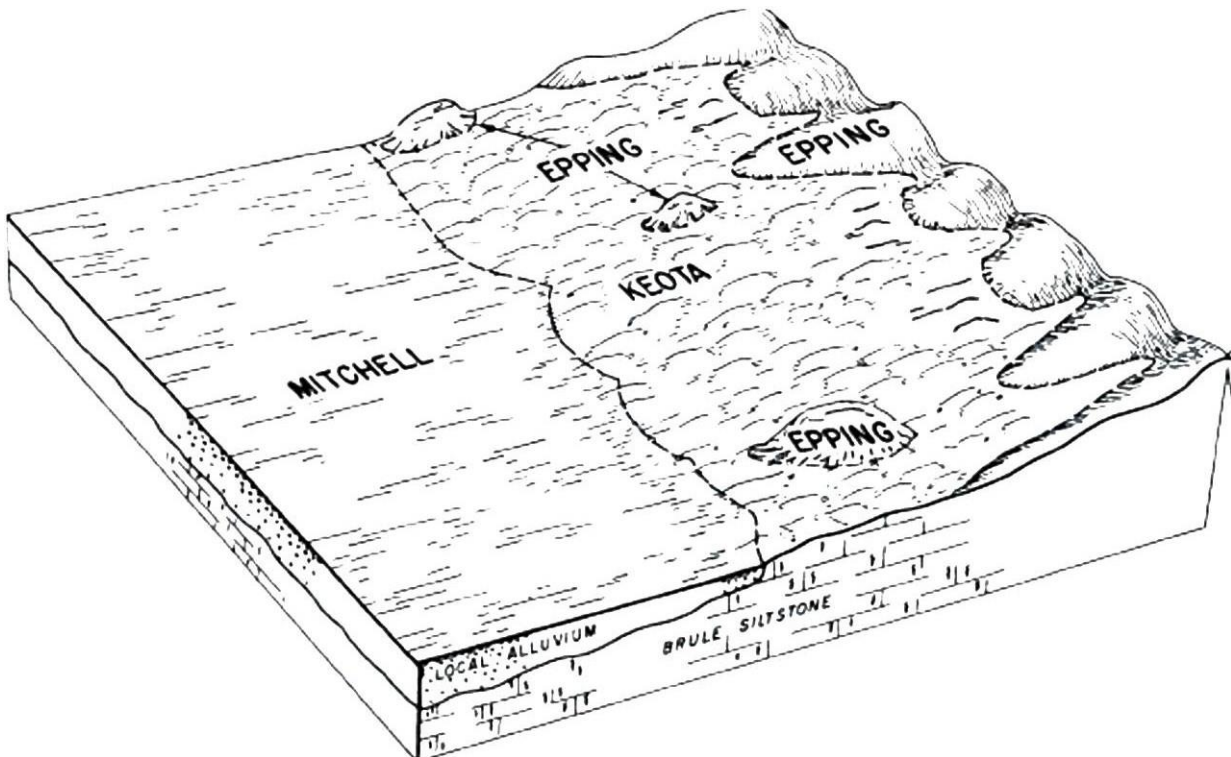 EPPING
EPPING
KEOTA
MITCHELL
EPPING
LOCAL ALLUVIUM
BRULE SILTSTONE